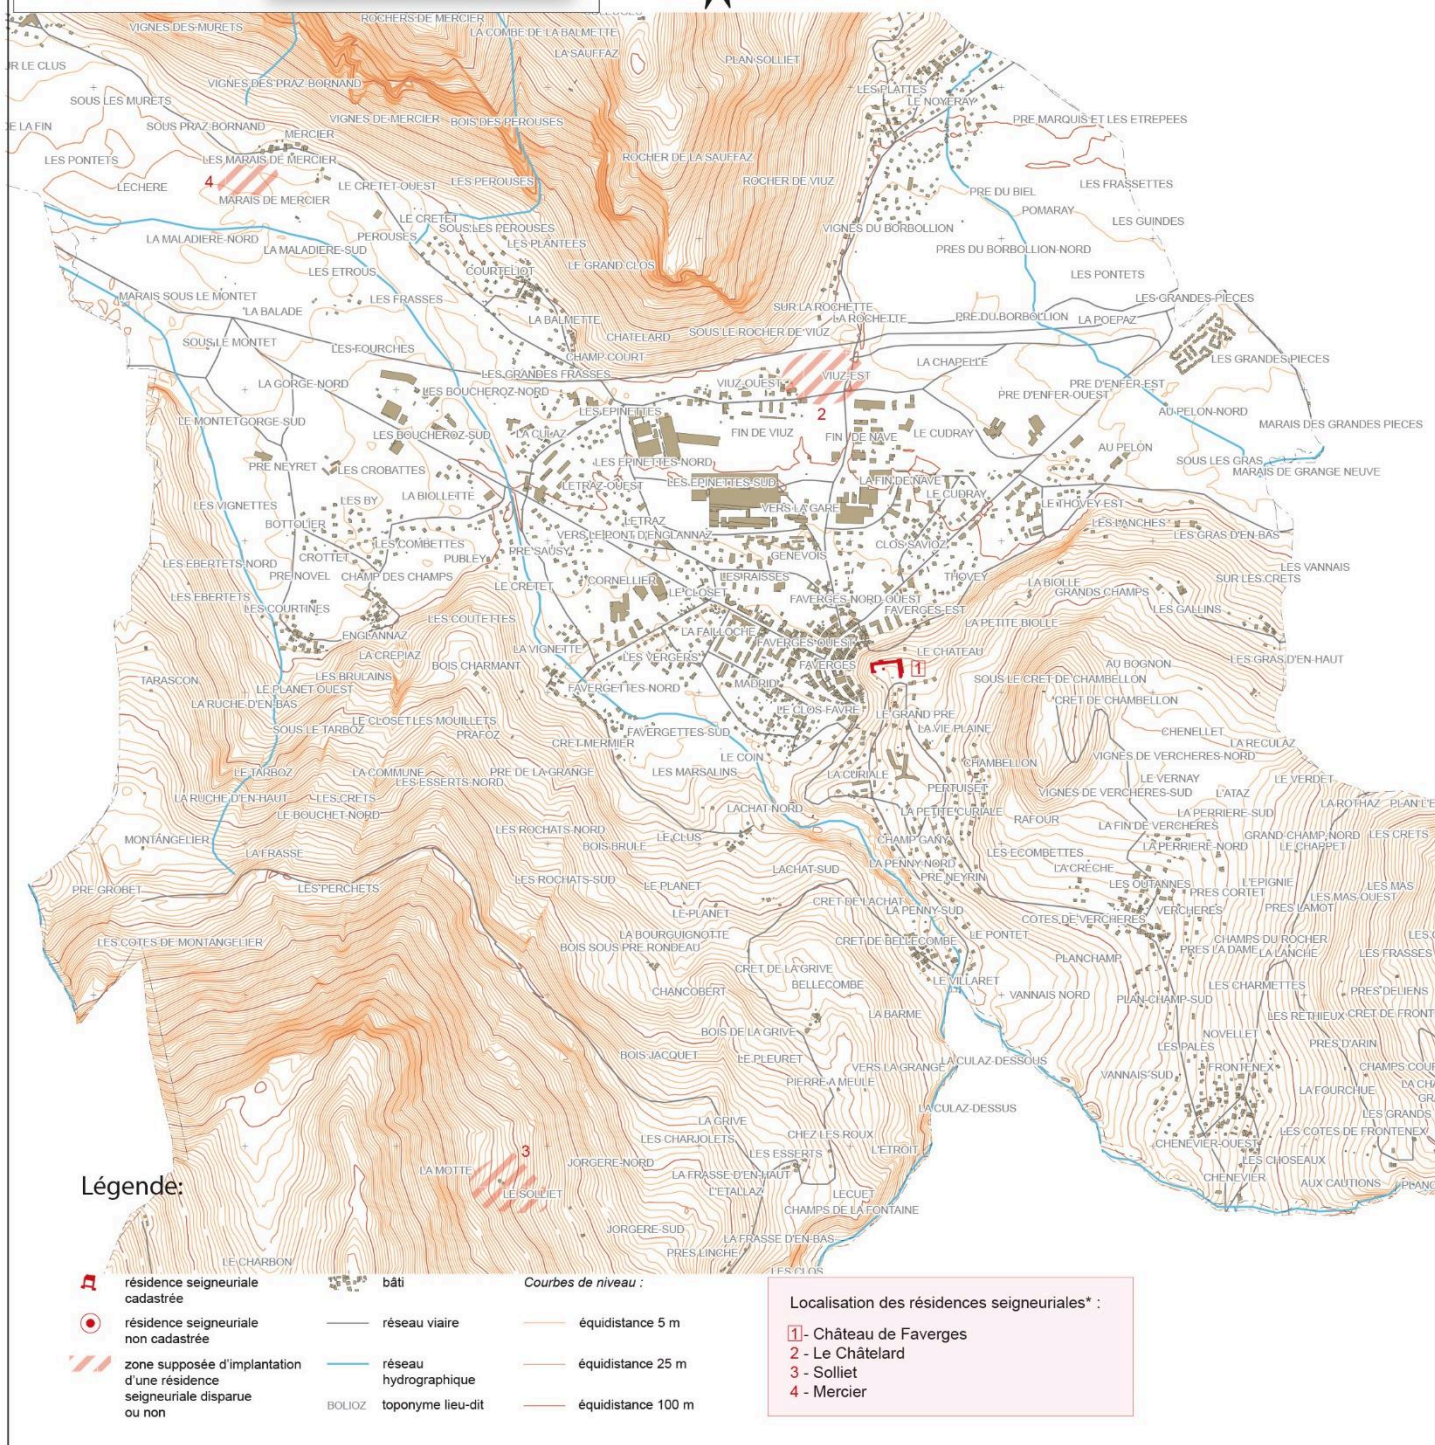 ROCHERS DE MERCIER
VIGNES DES MURETS
LA COMBE DE LA BALMETTE
LA SAUFFAZ
PLAN SOLLIET
UR LE CLUS
VIGNES DES PRAZ BORNAND
LES PLATTES
LE NOYERAY
SOUS LES MURETS
PRE MARQUIS ET LES ETREPEES
VIGNES DE MERCIER
BOIS DES PEROUSES
DE LA FIN
SOUS PRAZ BORNAND
MERCIER
LES PONTETS
LES MARAIS DE MERCIER
ROCHER DE LA SAUFFAZ
4
LECHERE
LE CRETET-OUEST
LES PEROUSES
ROCHER DE VIUZ
PRE DU BIEL
LES FRASSETTES
MARAIS DE MERCIER
POMARAY
LE CRETET
SOUS LES PEROUSES
VIGNES DU BORBOLLION
LES GUINDES
LA MALADIERE-NORD
PEROUSES
LES PLANTEES
LA MALADIERE-SUD
PRES DU BORBOLLION-NORD
LES ETROUS
COURTELIOT
LE GRAND CLOS
LES PONTETS
MARAIS SOUS LE MONTET
LES FRASSES
LES GRANDES PIECES
LA BALADE
SUR LA ROCHETTE
LA BALMETTE
LA ROCHETTE
PRE DU BORBOLLION
LA POEPAZ
SOUS LE MONTET
CHATELARD
SOUS LE ROCHER DE VIUZ
LES FOURCHES
CHAMP COURT
LA CHAPELLE
LES GRANDES PIECES
LES GRANDES FRASSES
LA GORGE-NORD
LES BOUCHEROZ-NORD
VIUZ-OUEST
VIUZ-EST
PRE D'ENFER-EST
PRE D'ENFER-OUEST
LES EPINETTES
2
AU PELON-NORD
LE MONTET
GORGE-SUD
LES BOUCHEROZ-SUD
LA CULAZ
FIN DE VIUZ
FIN DE NAVE
LE CUDRAY
MARAIS DES GRANDES PIECES
AU PELON
PRE NEYRET
LES CROBATTES
LES EPINETTES-NORD
SOUS LES GRAS
MARAIS DE GRANGE NEUVE
LETRAZ-OUEST
LES EPINETTES-SUD
LA FIN DE NAVE
LES VIGNETTES
LES BY
LA BIOLLETTE
LE CUDRAY
LE THOVEY-EST
VERS LA GARE
BOTTOLIER
LETRAZ
LES LANCHES
VERS LE PONT D'ENGLANNAZ
LES GRAS D'EN-BAS
LES COMBETTES
CROTTET
PUBLEY
PRE SAUSY
GENEVOIS
CLOS SAVIOZ
LES EBERTETS-NORD
LES VANNAIS
PRE NOVEL
CHAMP DES CHAMPS
LE CRETET
CORNELLIER
LES RAISSES
THOVEY
LA BIOLLE
SUR LES CRETS
LES EBERTETS
LE CLOSET
GRANDS CHAMPS
FAVERGES-NORD OUEST
LES COURTINES
FAVERGES-EST
LES GALLINS
LES COUTETTES
LA PETITE BIOLLE
ENGLANNAZ
LA FAILLOCHE
FAVERGES-OUEST
LA VIGNETTE
LE CHATEAU
LA CREPIAZ
BOIS CHARMANT
LES VERGERS
FAVERGES
1
LES GRAS D'EN-HAUT
LES BRULAINS
AU BOGNON
TARASCON
MADRID
SOUS LE CRET DE CHAMBELLON
LE PLANET OUEST
FAVERGETTES-NORD
LA RUCHE-D'EN-BAS
CRET DE CHAMBELLON
LE CLOS FAVRE
LE GRAND PRE
LE CLOSET
LES MOUILLETS
SOUS LE TARBOZ
PRAFOZ
FAVERGETTES-SUD
LA VIE PLAINE
CHENELLET
CRET-MERMIER
LA RECULAZ
LE COIN
VIGNES DE VERCHERES-NORD
LE TARBOZ
LA COMMUNE
PRE DE LA GRANGE
LES MARSALINS
LA CURIALE
CHAMBELLON
LES ESSERTS-NORD
LE VERNAY
LE VERDET
PERTUISET
VIGNES DE VERCHERES-SUD
L'ATAZ
LA RUCHE D'EN-HAUT
LES CRETS
LACHAT-NORD
LA PETITE CURIALE
LA ROTHAZ
PLAN L'E
LE BOUCHET-NORD
RAFOUR
LA PERRIERE-SUD
LA FIN DE VERCHERES
LES ROCHATS-NORD
LE CLUS
CHAMP GANY
GRAND CHAMP NORD
LES CRETS
MONTANGELIER
BOIS BRULE
LA PERRIERE-NORD
LE CHAPPET
LA FRASSE
LES ECOMBETTES
LACHAT-SUD
LA PENNY NORD
LA CRECHE
LES ROCHATS-SUD
PRE NEYRIN
LES OUTANNES
L'EPIGNIE
LES MAS
PRE GROBET
LES PERCHETS
LE PLANET
PRES CORTET
LES MAS OUEST
CRET DE LACHAT
LE PLANET
LA PENNY-SUD
VERCHERES
PRES LAMOT
COTES DE VERCHERES
LES COTES DE MONTANGELIER
LA BOURGUIGNOTTE
CRET DE BELLECOMBE
LE PONTET
CHAMPS DU ROCHER
BOIS SOUS PRE RONDEAU
PRES LA DAME
LA LANCHE
LES FRASSES
PLANCHAMP
CRET DE LA GRIVE
BELLECOMBE
LE VILLARET
LES CHARMETTES
CHANCOBERT
VANNAIS NORD
PLAN-CHAMP-SUD
PRES DELIENS
LA BARME
LES RETHIEUX
CRET DE FRONT
BOIS DE LA GRIVE
NOVELLET
LES PALES
PRES D'ARIN
BOIS JACQUET
LE PLEURET
VERS LA GRANGE
LA CULAZ-DESSOUS
FRONTENEX
CHAMPS COUR
PIERRE A MEULE
VANNAIS-SUD
LA FOURCHUE
LA CULAZ-DESSUS
LA GRIVE
LES GRANDS
LES CHARJOLETS
CHEZ LES ROUX
CHENEVIER-OUEST
LES COTES DE FRONTENEX
L'ETROIT
3
LES ESSERTS
LA MOTTE
JORGERE-NORD
LES CHOSEAUX
LA FRASSE D'EN-HAUT
CHENEVIER
AUX CAUTIONS
LE SOLLIET
L'ETALLAZ
LECUET
CHAMPS DE LA FONTAINE
JORGERE-SUD
LA FRASSE D'EN-BAS
PRES LINCHE
LE CHARBON
LES CLOS
Légende:
résidence seigneuriale
cadastrée
résidence seigneuriale
non cadastrée
zone supposée d'implantation
d'une résidence
seigneuriale disparue
ou non
bâti
réseau viaire
réseau
hydrographique
BOLIOZ
toponyme lieu-dit
Courbes de niveau :
équidistance 5 m
équidistance 25 m
équidistance 100 m
Localisation des résidences seigneuriales* :
1 - Château de Faverges
2 - Le Châtelard
3 - Solliet
4 - Mercier